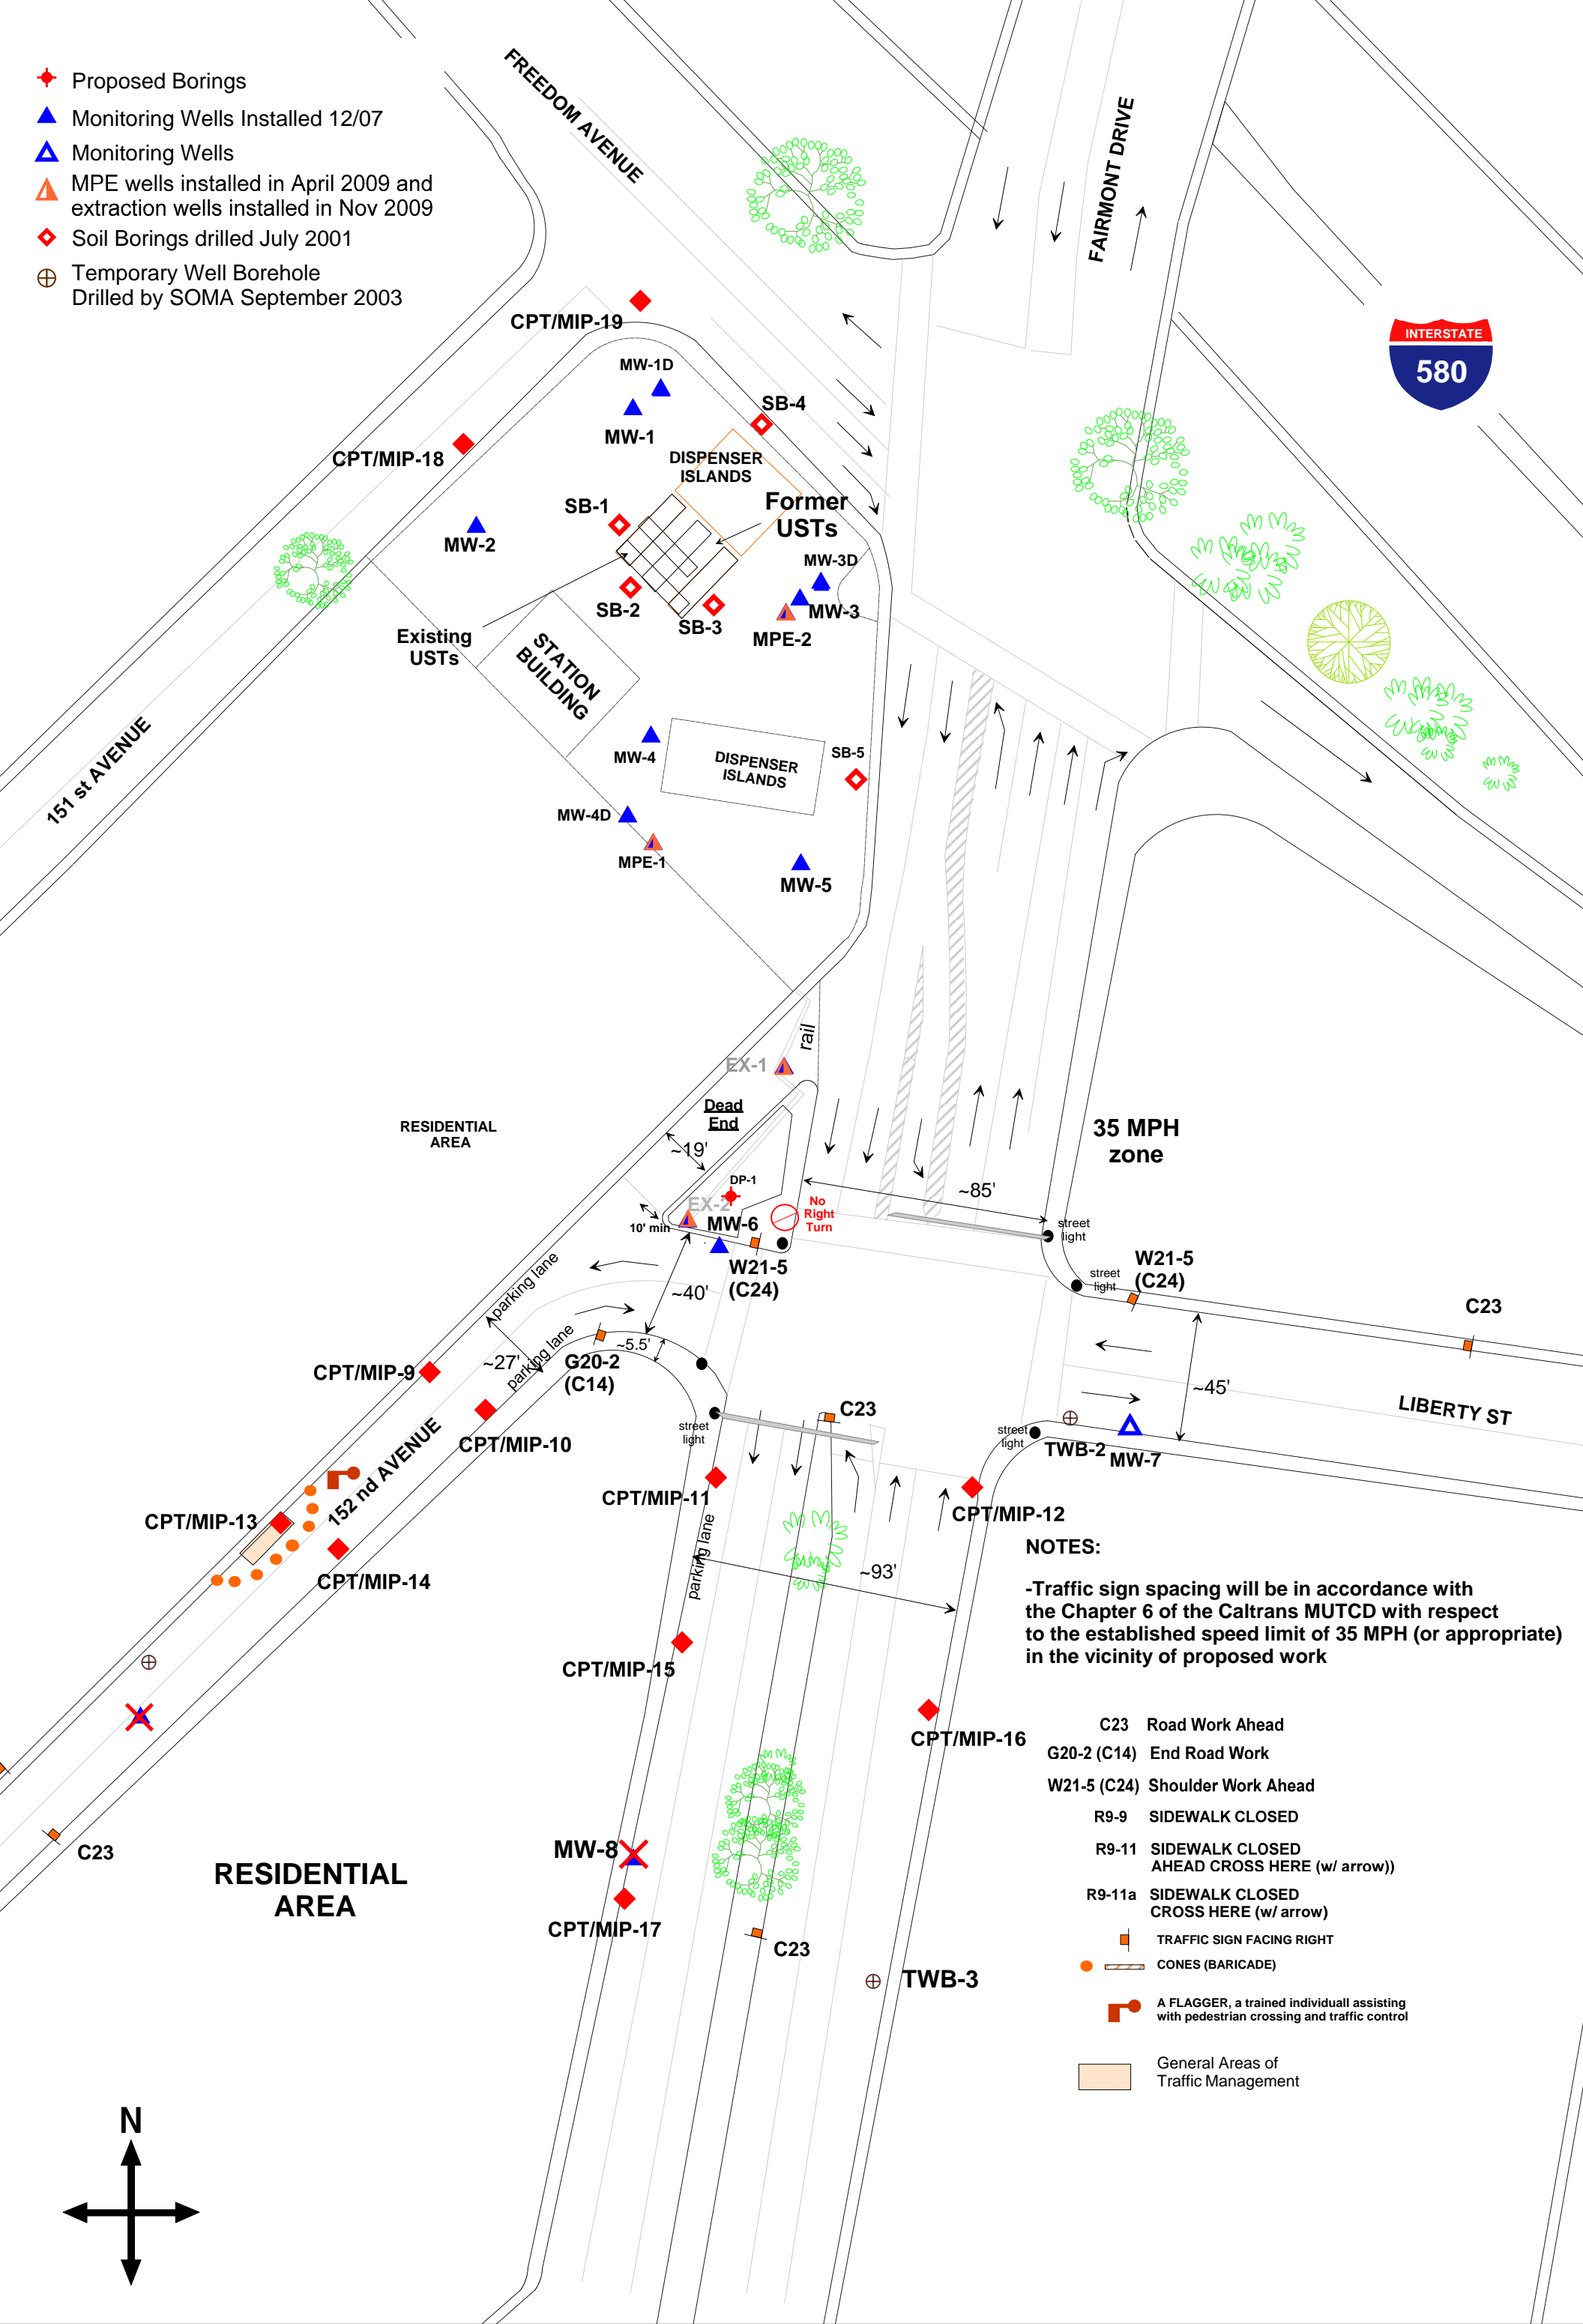 Proposed Borings
Monitoring Wells Installed 12/07
Monitoring Wells
MPE wells installed in April 2009 and
extraction wells installed in Nov 2009
Soil Borings drilled July 2001
Temporary Well Borehole
Drilled by SOMA September 2003
FREEDOM AVENUE
FAIRMONT DRIVE
INTERSTATE
580
CPT/MIP-19
MW-1D
MW-1
SB-4
CPT/MIP-18
DISPENSER
ISLANDS
Former
USTs
SB-1
MW-2
MW-3D
SB-2
MW-3
SB-3
MPE-2
Existing
USTs
STATION
BUILDING
151 st AVENUE
MW-4
DISPENSER
ISLANDS
SB-5
MW-4D
MPE-1
MW-5
rail
EX-1
Dead
End
RESIDENTIAL
AREA
35 MPH
zone
~19'
DP-1
~85'
EX-2
No
Right
Turn
10' min
MW-6
street
light
W21-5
(C24)
W21-5
(C24)
street
light
parking lane
~40'
C23
~5.5'
parking lane
~27'
G20-2
(C14)
CPT/MIP-9
~45'
LIBERTY ST
C23
street
light
street
light
CPT/MIP-10
TWB-2
MW-7
152 nd AVENUE
CPT/MIP-11
CPT/MIP-12
CPT/MIP-13
parking lane
NOTES:
~93'
CPT/MIP-14
-Traffic sign spacing will be in accordance with
the Chapter 6 of the Caltrans MUTCD with respect
to the established speed limit of 35 MPH (or appropriate)
in the vicinity of proposed work
CPT/MIP-15
CPT/MIP-16
C23 Road Work Ahead
G20-2 (C14) End Road Work
W21-5 (C24) Shoulder Work Ahead
R9-9 SIDEWALK CLOSED
R9-11 SIDEWALK CLOSED
AHEAD CROSS HERE (w/ arrow))
R9-11a SIDEWALK CLOSED
CROSS HERE (w/ arrow)
C23
MW-8
RESIDENTIAL
AREA
CPT/MIP-17
C23
TWB-3
TRAFFIC SIGN FACING RIGHT
CONES (BARICADE)
A FLAGGER, a trained individuall assisting
with pedestrian crossing and traffic control
General Areas of
Traffic Management
N